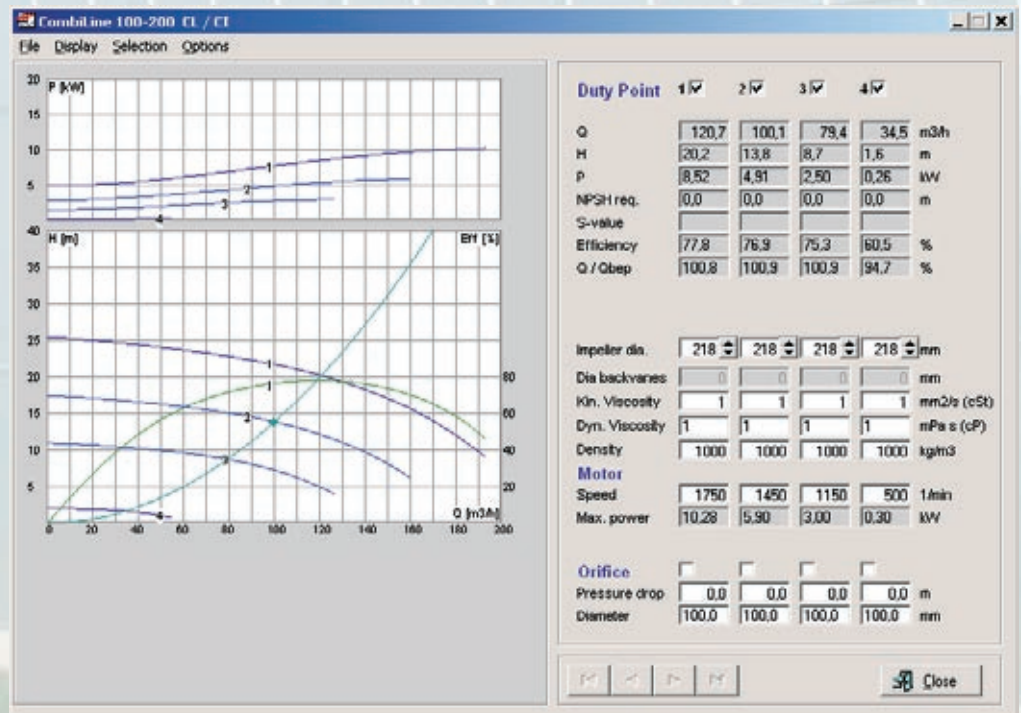 CombiLine 100-200 CL / CI
File Display Selection Options
20 P [kW]
15
10
5
1
2
3
4
40 H [m] Eff [%]
35
30
25
20 80
15 60
10 40
5 20
1
1
2
3
4
Q [m3/h]
0 20 40 60 80 100 120 140 160 180 200
Duty Point 1 2 3 4
Q 120,7 100,1 79,4 34,5 m3/h
H 20,2 13,8 8,7 1,6 m
P 8,52 4,91 2,50 0,26 kW
NPSH req. 0,0 0,0 0,0 0,0 m
S-value
Efficiency 77,8 76,9 75,3 60,5 %
Q / Qbep 100,8 100,9 100,9 94,7 %
Impeller dia. 218 218 218 218 mm
Dia backvanes 0 0 0 0 mm
Kin. Viscosity 1 1 1 1 mm2/s (cSt)
Dyn. Viscosity 1 1 1 1 mPa s (cP)
Density 1000 1000 1000 1000 kg/m3
Motor
Speed 1750 1450 1150 500 1/min
Max. power 10,28 5,90 3,00 0,30 kW
Orifice
Pressure drop 0,0 0,0 0,0 0,0 m
Diameter 100,0 100,0 100,0 100,0 mm
Close